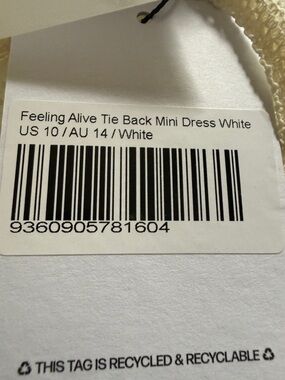 Feeling Alive Tie Back Mini Dress White
US 10 / AU 14 / White
9360905781604
♻ THIS TAG IS RECYCLED & RECYCLABLE ♻